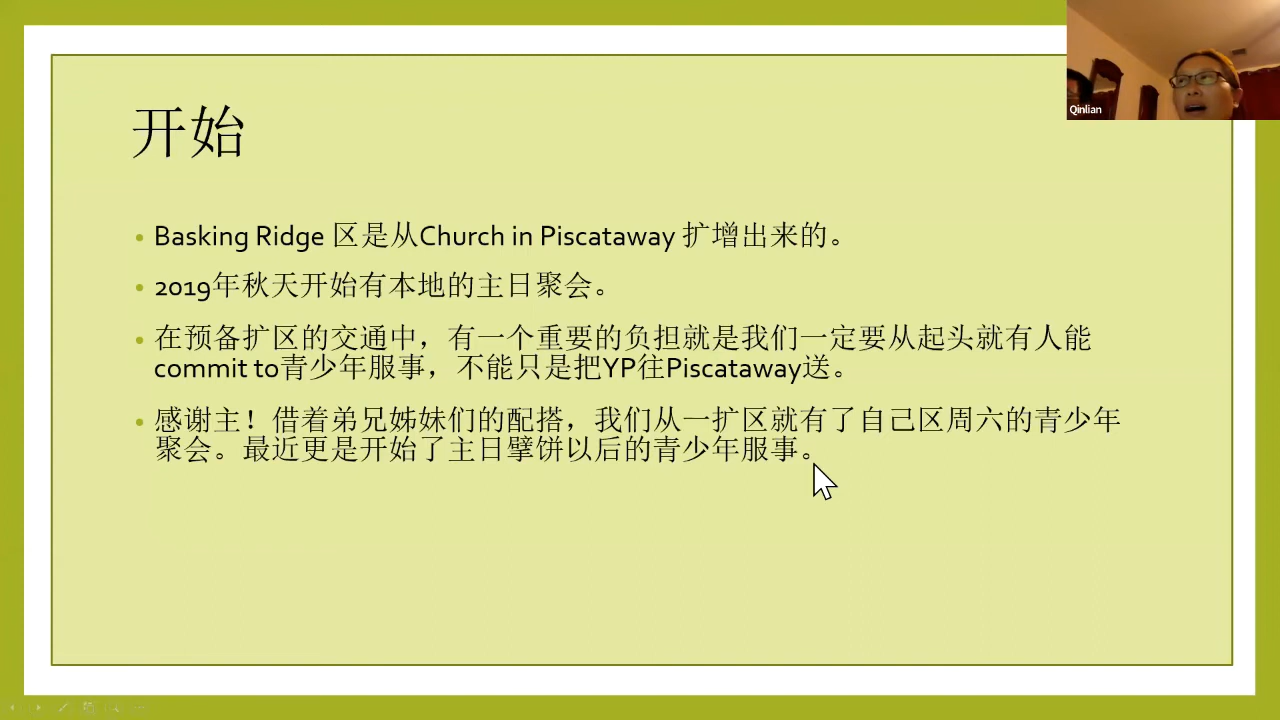 开始
Qinlian
Basking Ridge 区是从Church in Piscataway 扩增出来的。
2019年秋天开始有本地的主日聚会。
在预备扩区的交通中，有一个重要的负担就是我们一定要从起头就有人能
commit to青少年服事，不能只是把YP往Piscataway送。
感谢主！借着弟兄姊妹们的配搭，我们从一扩区就有了自己区周六的青少年
聚会。最近更是开始了主日擘饼以后的青少年服事。